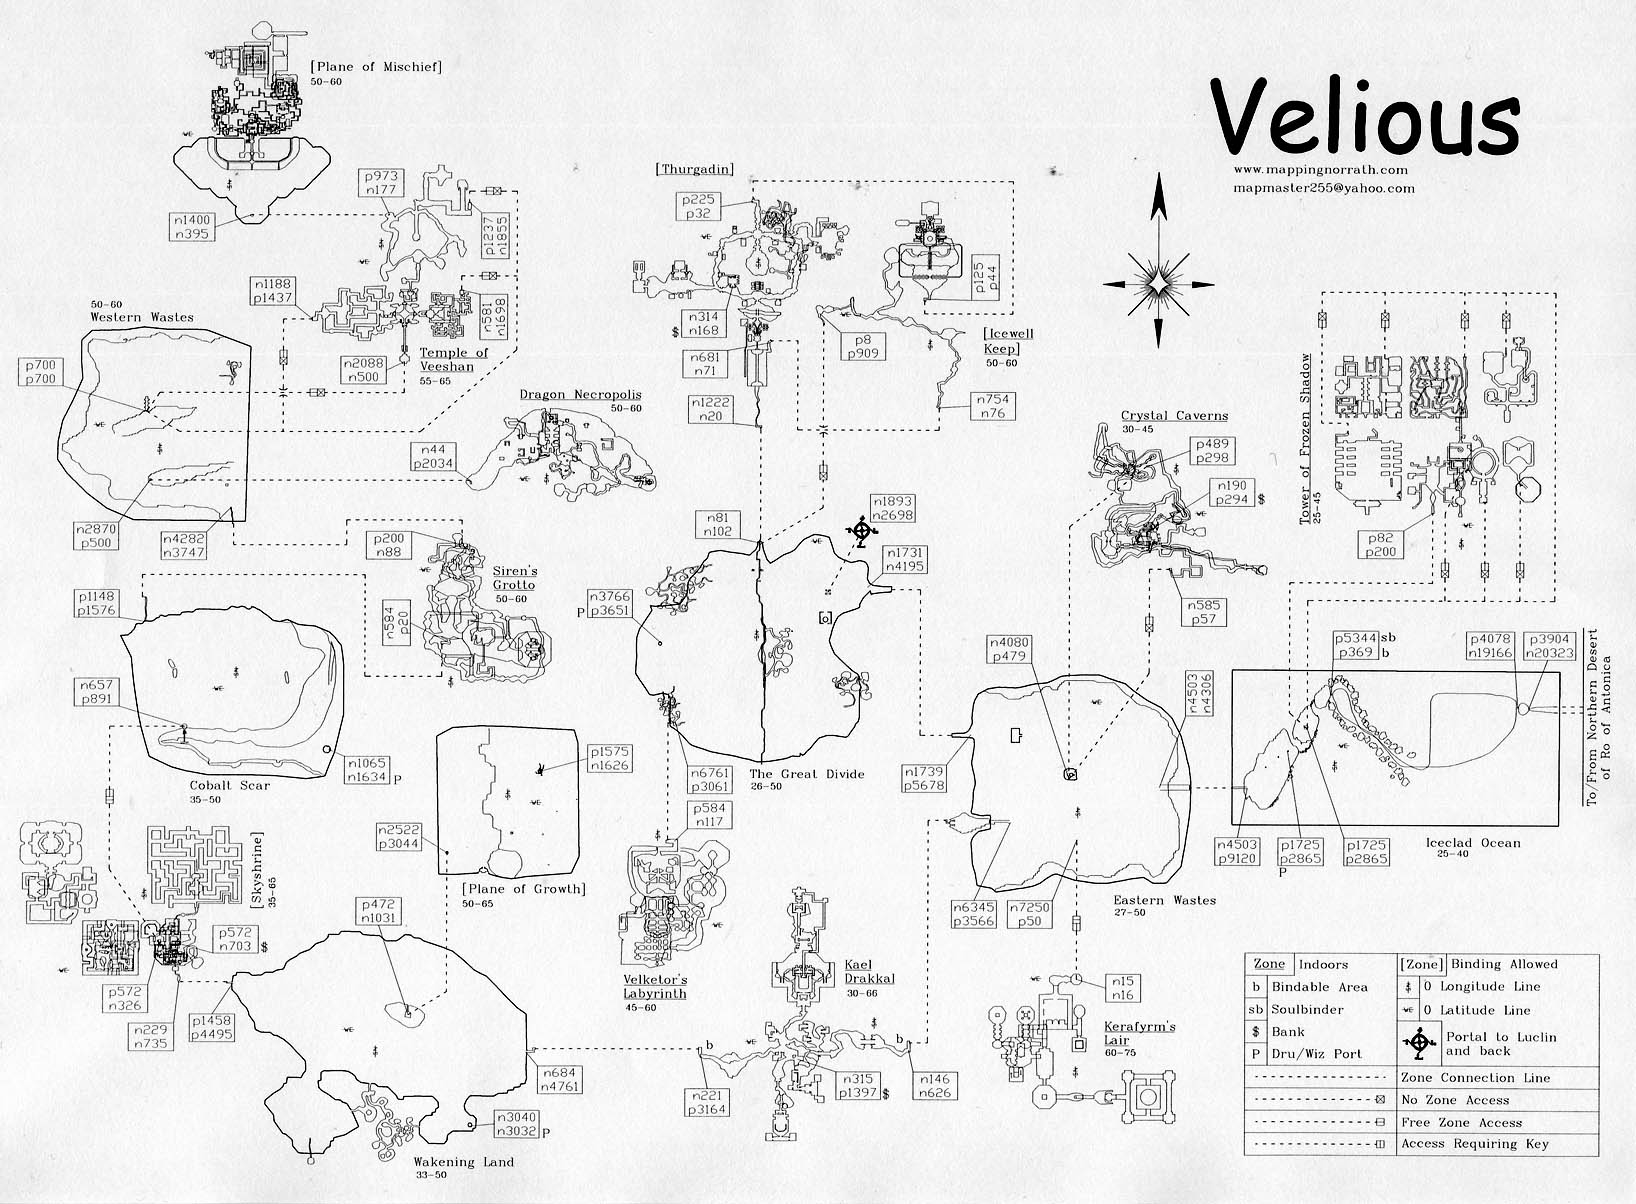 Velious
www.mappingnorrath.com
mapmaster255@yahoo.com
[Plane of Mischief]
50-60
n1400
n395
p973
n177
p1237
n1855
n1188
p1437
n581
n1698
n2088
n500
Temple of
Veeshan
55-65
50-60
Western Wastes
p700
p700
n2870
p500
n4282
n3747
Dragon Necropolis
50-60
n44
p2034
p200
n88
Siren's
Grotto
50-60
n584
p20
p1148
p1576
n657
p891
n1065
n1634
P
Cobalt Scar
35-50
[Skyshrine]
35-65
p572
n703
$
p572
n326
n229
n735
p1458
p4495
p472
n1031
n684
n4761
n3040
n3032
P
Wakening Land
33-50
n2522
p3044
p1575
n1626
[Plane of Growth]
50-65
[Thurgadin]
p225
p32
n314
n168
$
n681
n71
n1222
n20
p8
p909
p125
p44
[Icewell
Keep]
50-60
n754
n76
n81
n102
n1893
n2698
n1731
n4195
n3766
p3651
P
n6761
p3061
The Great Divide
26-50
p584
n117
Velketor's
Labyrinth
45-60
Kael
Drakkal
30-66
b
b
n221
p3164
n315
p1397
$
n146
n626
Crystal Caverns
30-45
p489
p298
n190
p294
$
n585
p57
n4080
p479
n4503
n4306
n1739
p5678
n6345
p3566
n7250
p50
Eastern Wastes
27-50
n15
n16
Kerafyrm's
Lair
60-75
Tower of Frozen Shadow
25-45
p82
p200
p5344
p369
sb
b
p4078
n19166
p3904
n20323
To/From Northern Desert
of Ro of Antonica
n4503
p9120
p1725
p2865
P
p1725
p2865
Iceclad Ocean
25-40
Zone Indoors
b Bindable Area
sb Soulbinder
$ Bank
P Dru/Wiz Port
[Zone] Binding Allowed
0 Longitude Line
0 Latitude Line
Portal to Luclin
and back
Zone Connection Line
No Zone Access
Free Zone Access
Access Requiring Key